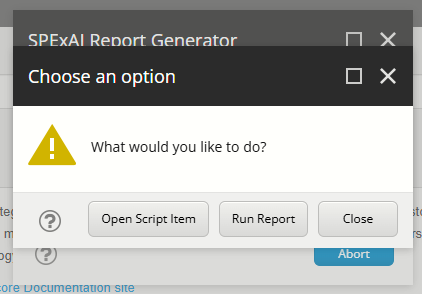 SPExAI Report Generator
Choose an option
What would you like to do?
Open Script Item
Run Report
Close
Abort
core Documentation site